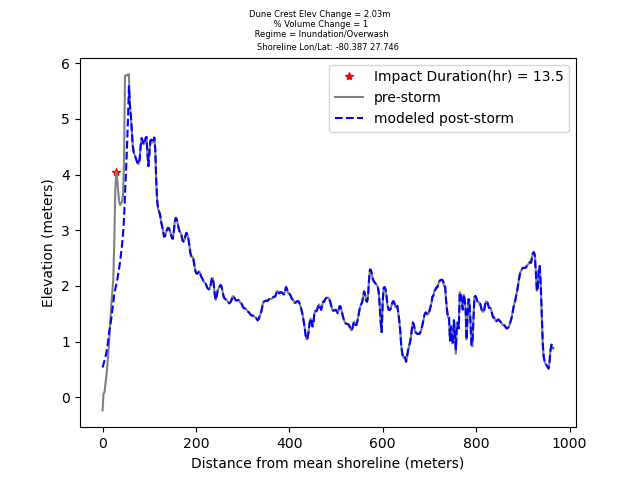 Dune Crest Elev Change = 2.03m
% Volume Change = 1
Regime = Inundation/Overwash
Shoreline Lon/Lat: -80.387 27.746
Impact Duration(hr) = 13.5
pre-storm
modeled post-storm
Elevation (meters)
6
5
4
3
2
1
0
0 200 400 600 800 1000
Distance from mean shoreline (meters)